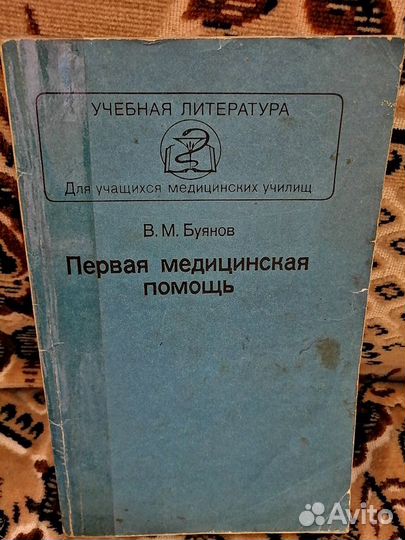 УЧЕБНАЯ ЛИТЕРАТУРА
Для учащихся медицинских училищ
В. М. Буянов
Первая медицинская
помощь
Avito